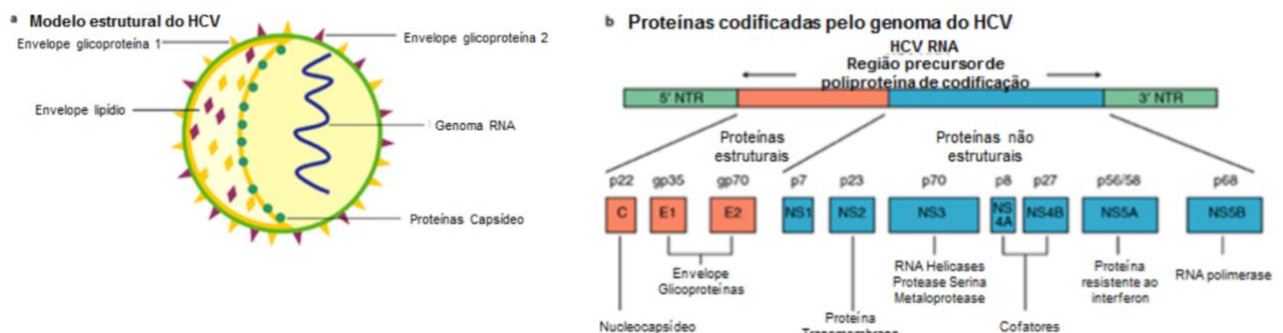 a Modelo estrutural do HCV
Envelope glicoproteína 1
Envelope glicoproteína 2
Envelope lipídio
Genoma RNA
Proteínas Capsídeo
b Proteínas codificadas pelo genoma do HCV
HCV RNA
Região precursor de
poliproteína de codificação
5' NTR
3' NTR
Proteínas
estruturais
Proteínas não
estruturais
p22 gp35 gp70 p7 p23 p70 p8 p27 p56/58 p68
C E1 E2 NS1 NS2 NS3 NS4A NS4B NS5A NS5B
Envelope
Glicoproteínas
RNA Helicases
Protease Serina
Metaloprotease
Proteína
resistente ao
interferon
RNA polimerase
Nucleocapsídeo
Proteína
Cofatores